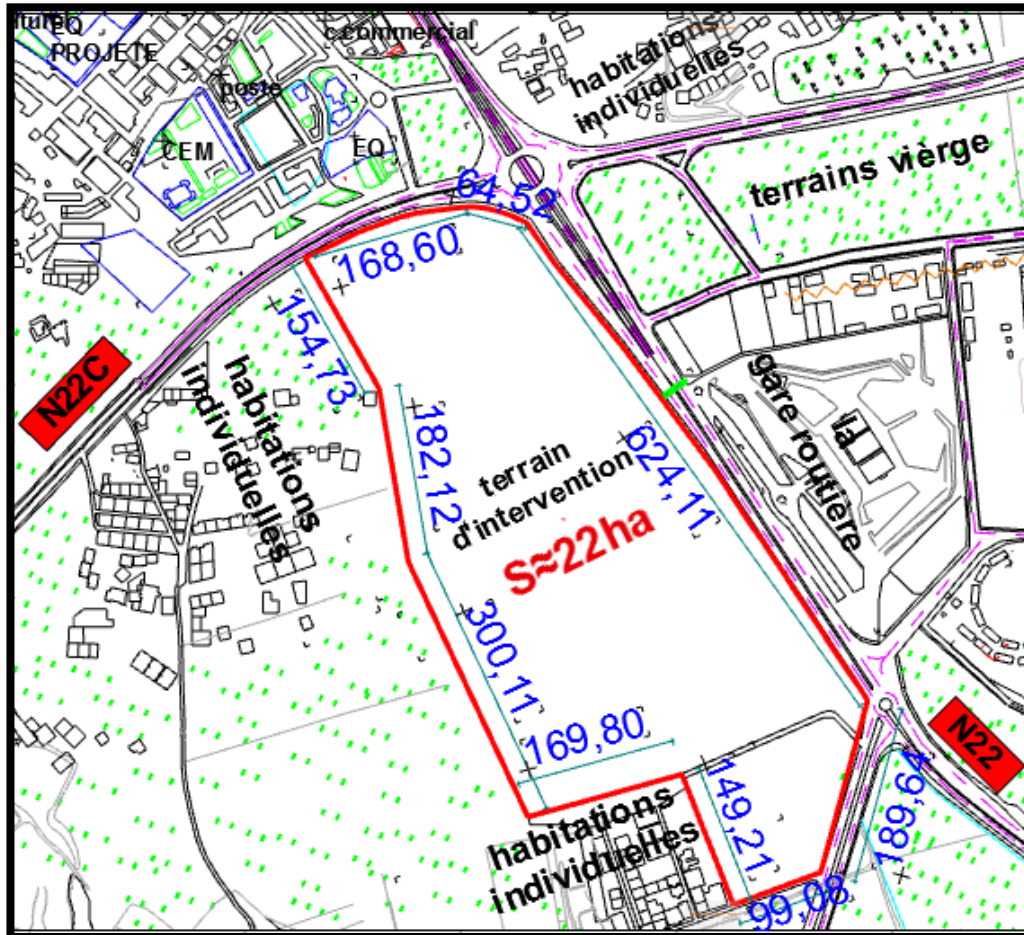 EQ
PROJETE
c.commercial
poste
CEM
EQ
habitations
individuelles
terrains vièrge
64,52
168,60
154,73
N22C
habitations
individuelles
182,12
terrain
d'intervention
S≈22ha
624,11
la
gare routière
300,11
169,80
149,21
habitations
individuelles
99,08
189,64
N22